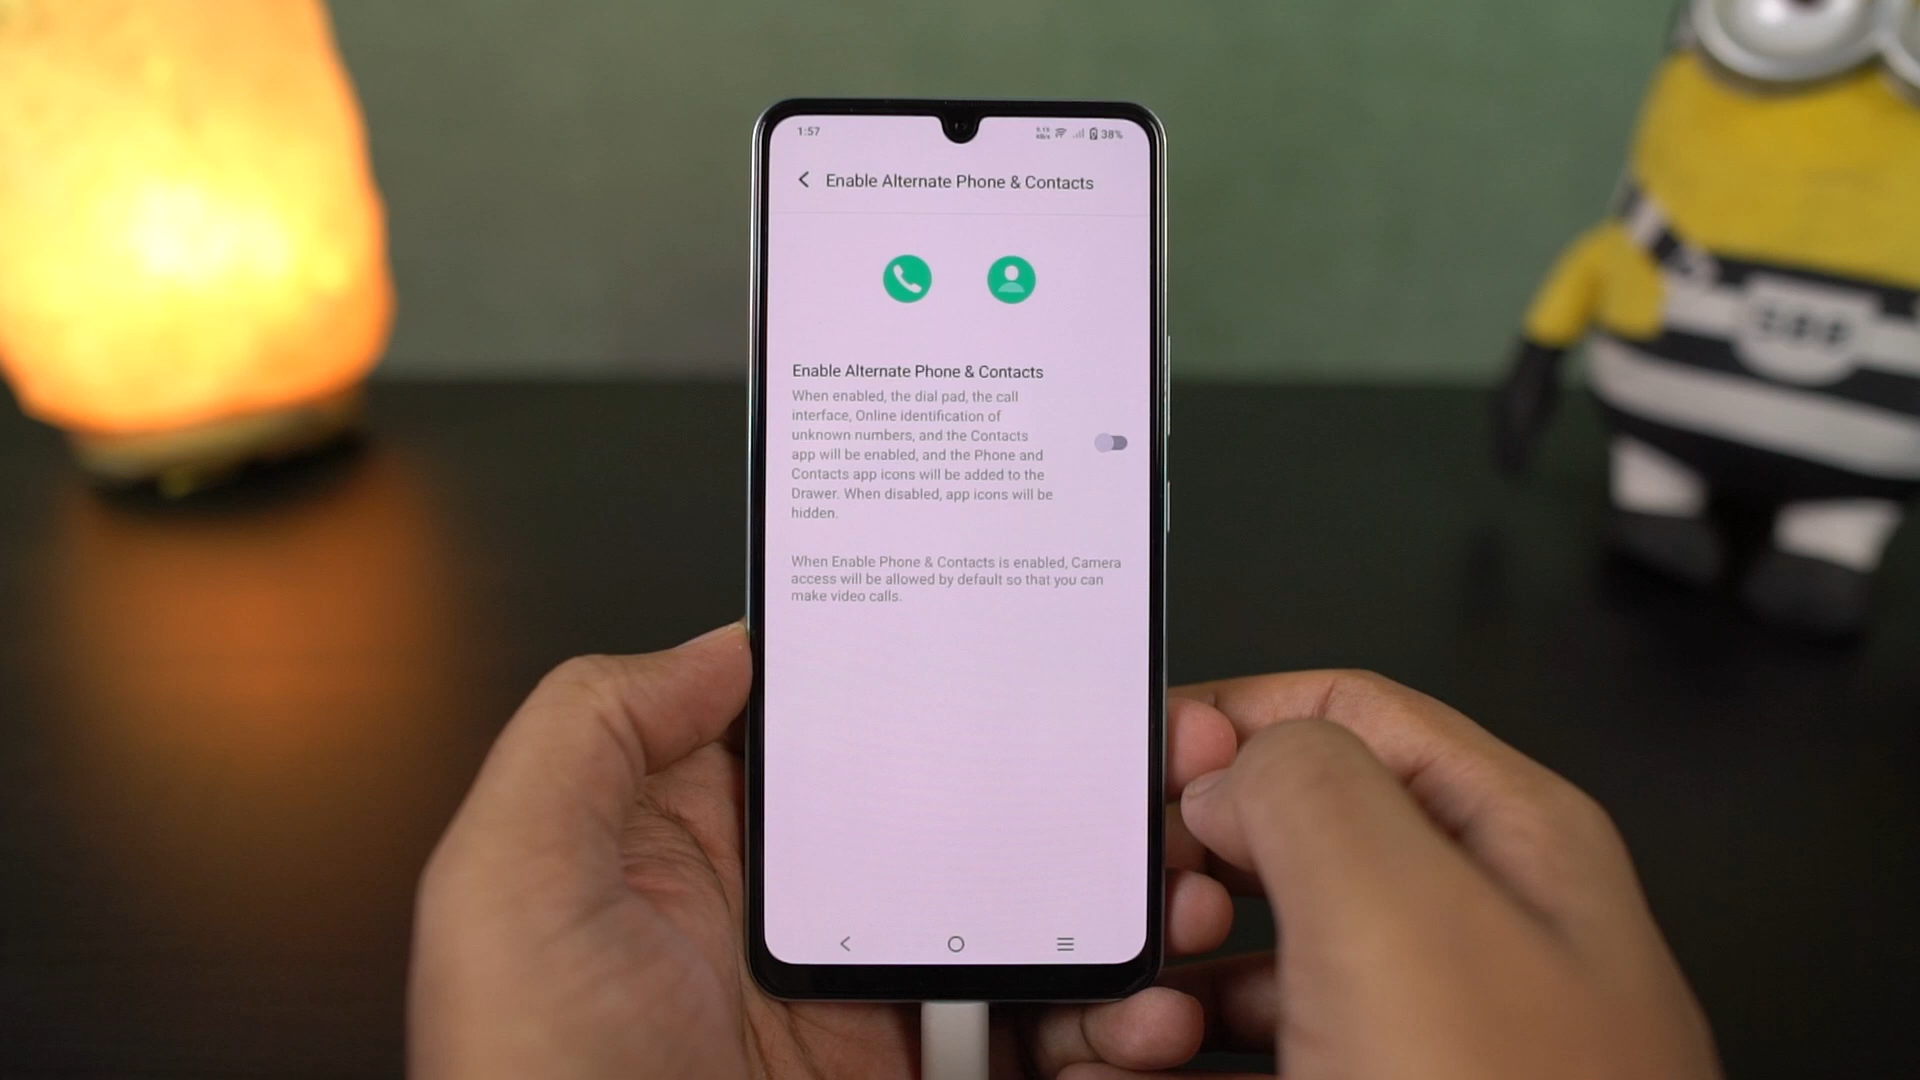 1:57
38%
Enable Alternate Phone & Contacts
Enable Alternate Phone & Contacts
When enabled, the dial pad, the call
interface, Online identification of
unknown numbers, and the Contacts
app will be enabled, and the Phone and
Contacts app icons will be added to the
Drawer. When disabled, app icons will be
hidden.
When Enable Phone & Contacts is enabled, Camera
access will be allowed by default so that you can
make video calls.